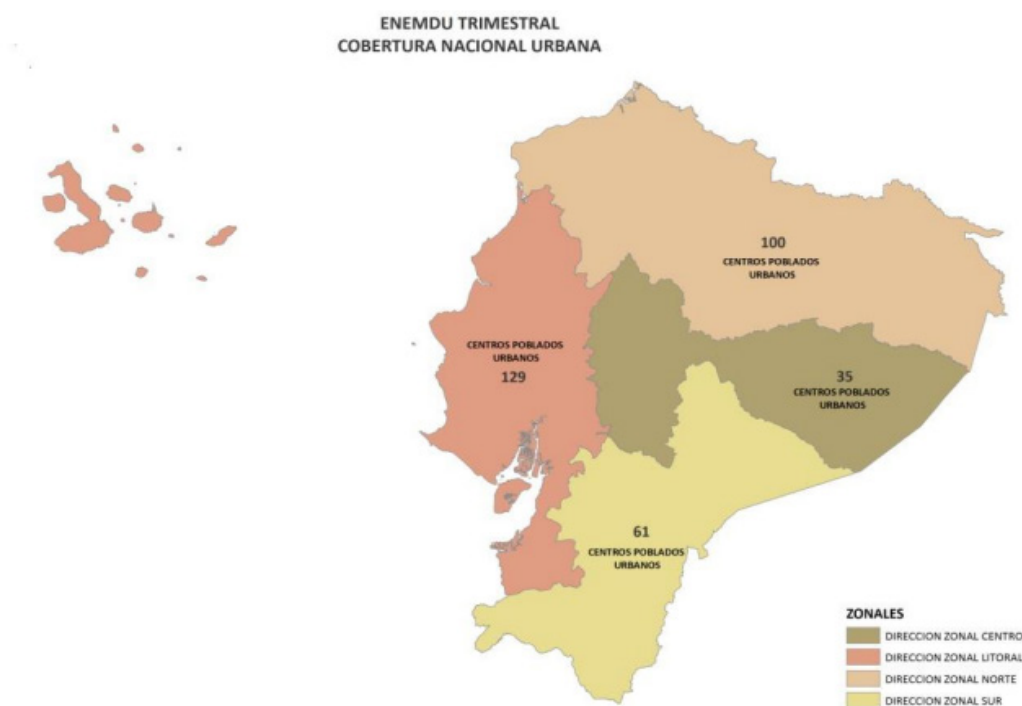 ENEMDU TRIMESTRAL
COBERTURA NACIONAL URBANA
100
CENTROS POBLADOS
URBANOS
CENTROS POBLADOS
URBANOS
129
35
CENTROS POBLADOS
URBANOS
61
CENTROS POBLADOS
URBANOS
ZONALES
DIRECCION ZONAL CENTRO
DIRECCION ZONAL LITORAL
DIRECCION ZONAL NORTE
DIRECCION ZONAL SUR